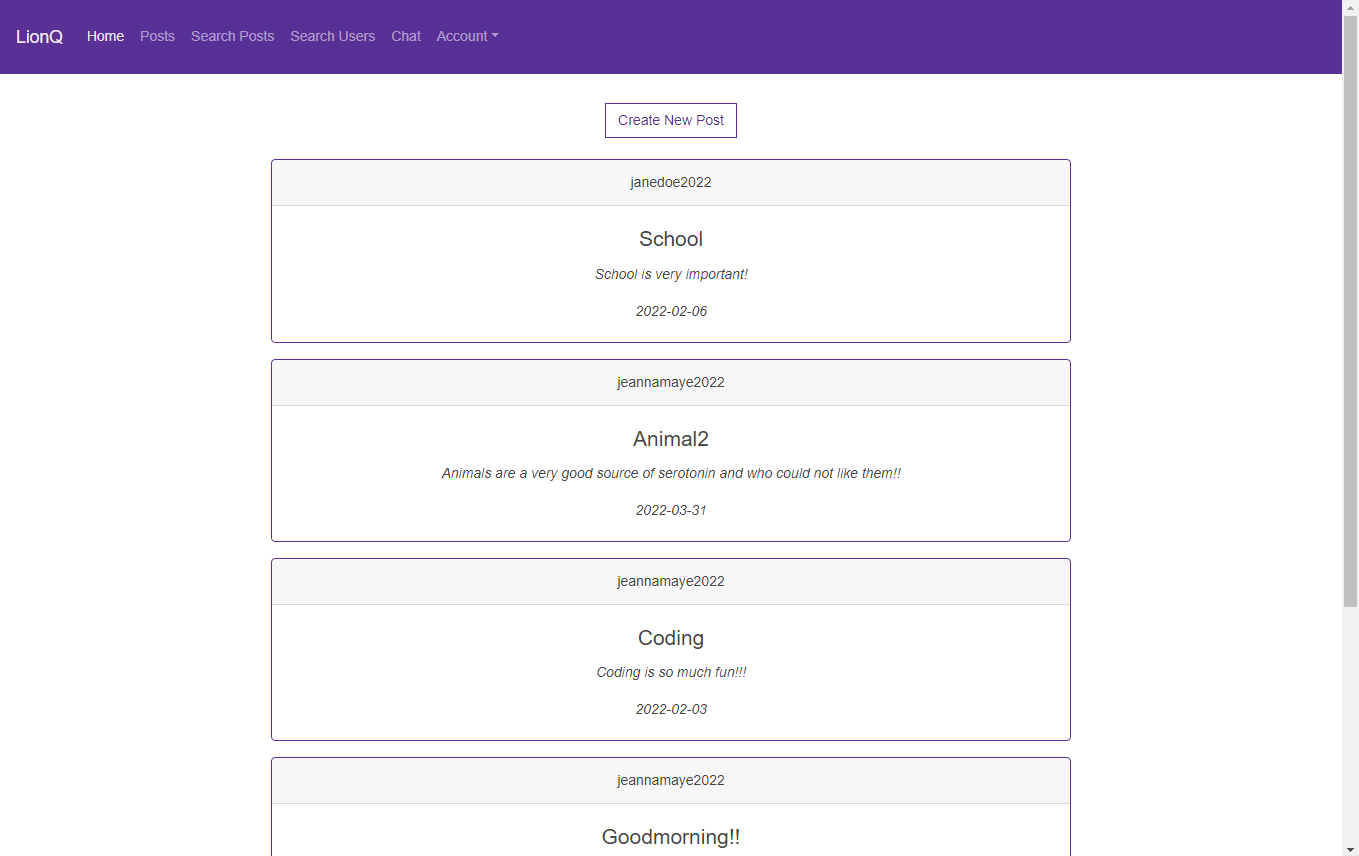 LionQ Home Posts Search Posts Search Users Chat Account
Create New Post
janedoe2022
School
School is very important!
2022-02-06
jeannamaye2022
Animal2
Animals are a very good source of serotonin and who could not like them!!
2022-03-31
jeannamaye2022
Coding
Coding is so much fun!!!
2022-02-03
jeannamaye2022
Goodmorning!!